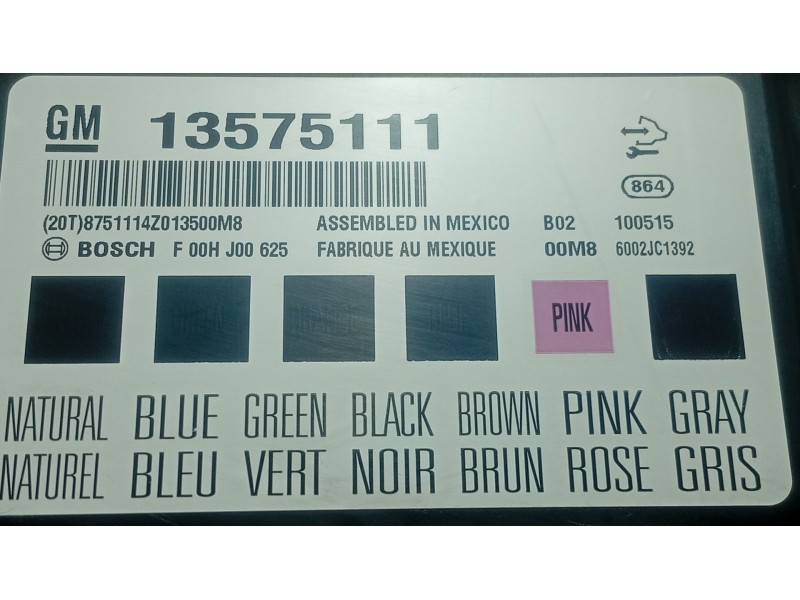 GM 13575111
864
(20T)8751114Z013500M8 ASSEMBLED IN MEXICO B02 100515
BOSCH F 00H J00 625 FABRIQUE AU MEXIQUE 00M8 6002JC1392
PINK
NATURAL BLUE GREEN BLACK BROWN PINK GRAY
NATUREL BLEU VERT NOIR BRUN ROSE GRIS